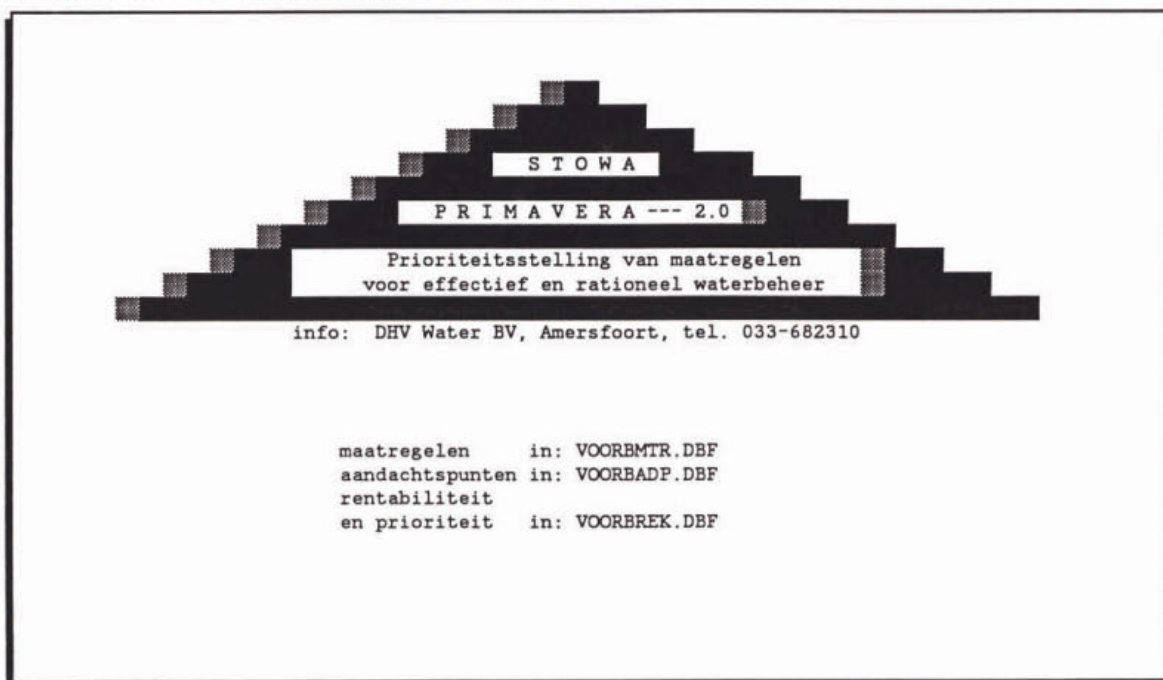 S T O W A
P R I M A V E R A --- 2.0
Prioriteitsstelling van maatregelen
voor effectief en rationeel waterbeheer
info: DHV Water BV, Amersfoort, tel. 033-682310
maatregelen in: VOORBMTR.DBF
aandachtspunten in: VOORBADP.DBF
rentabiliteit
en prioriteit in: VOORBREK.DBF